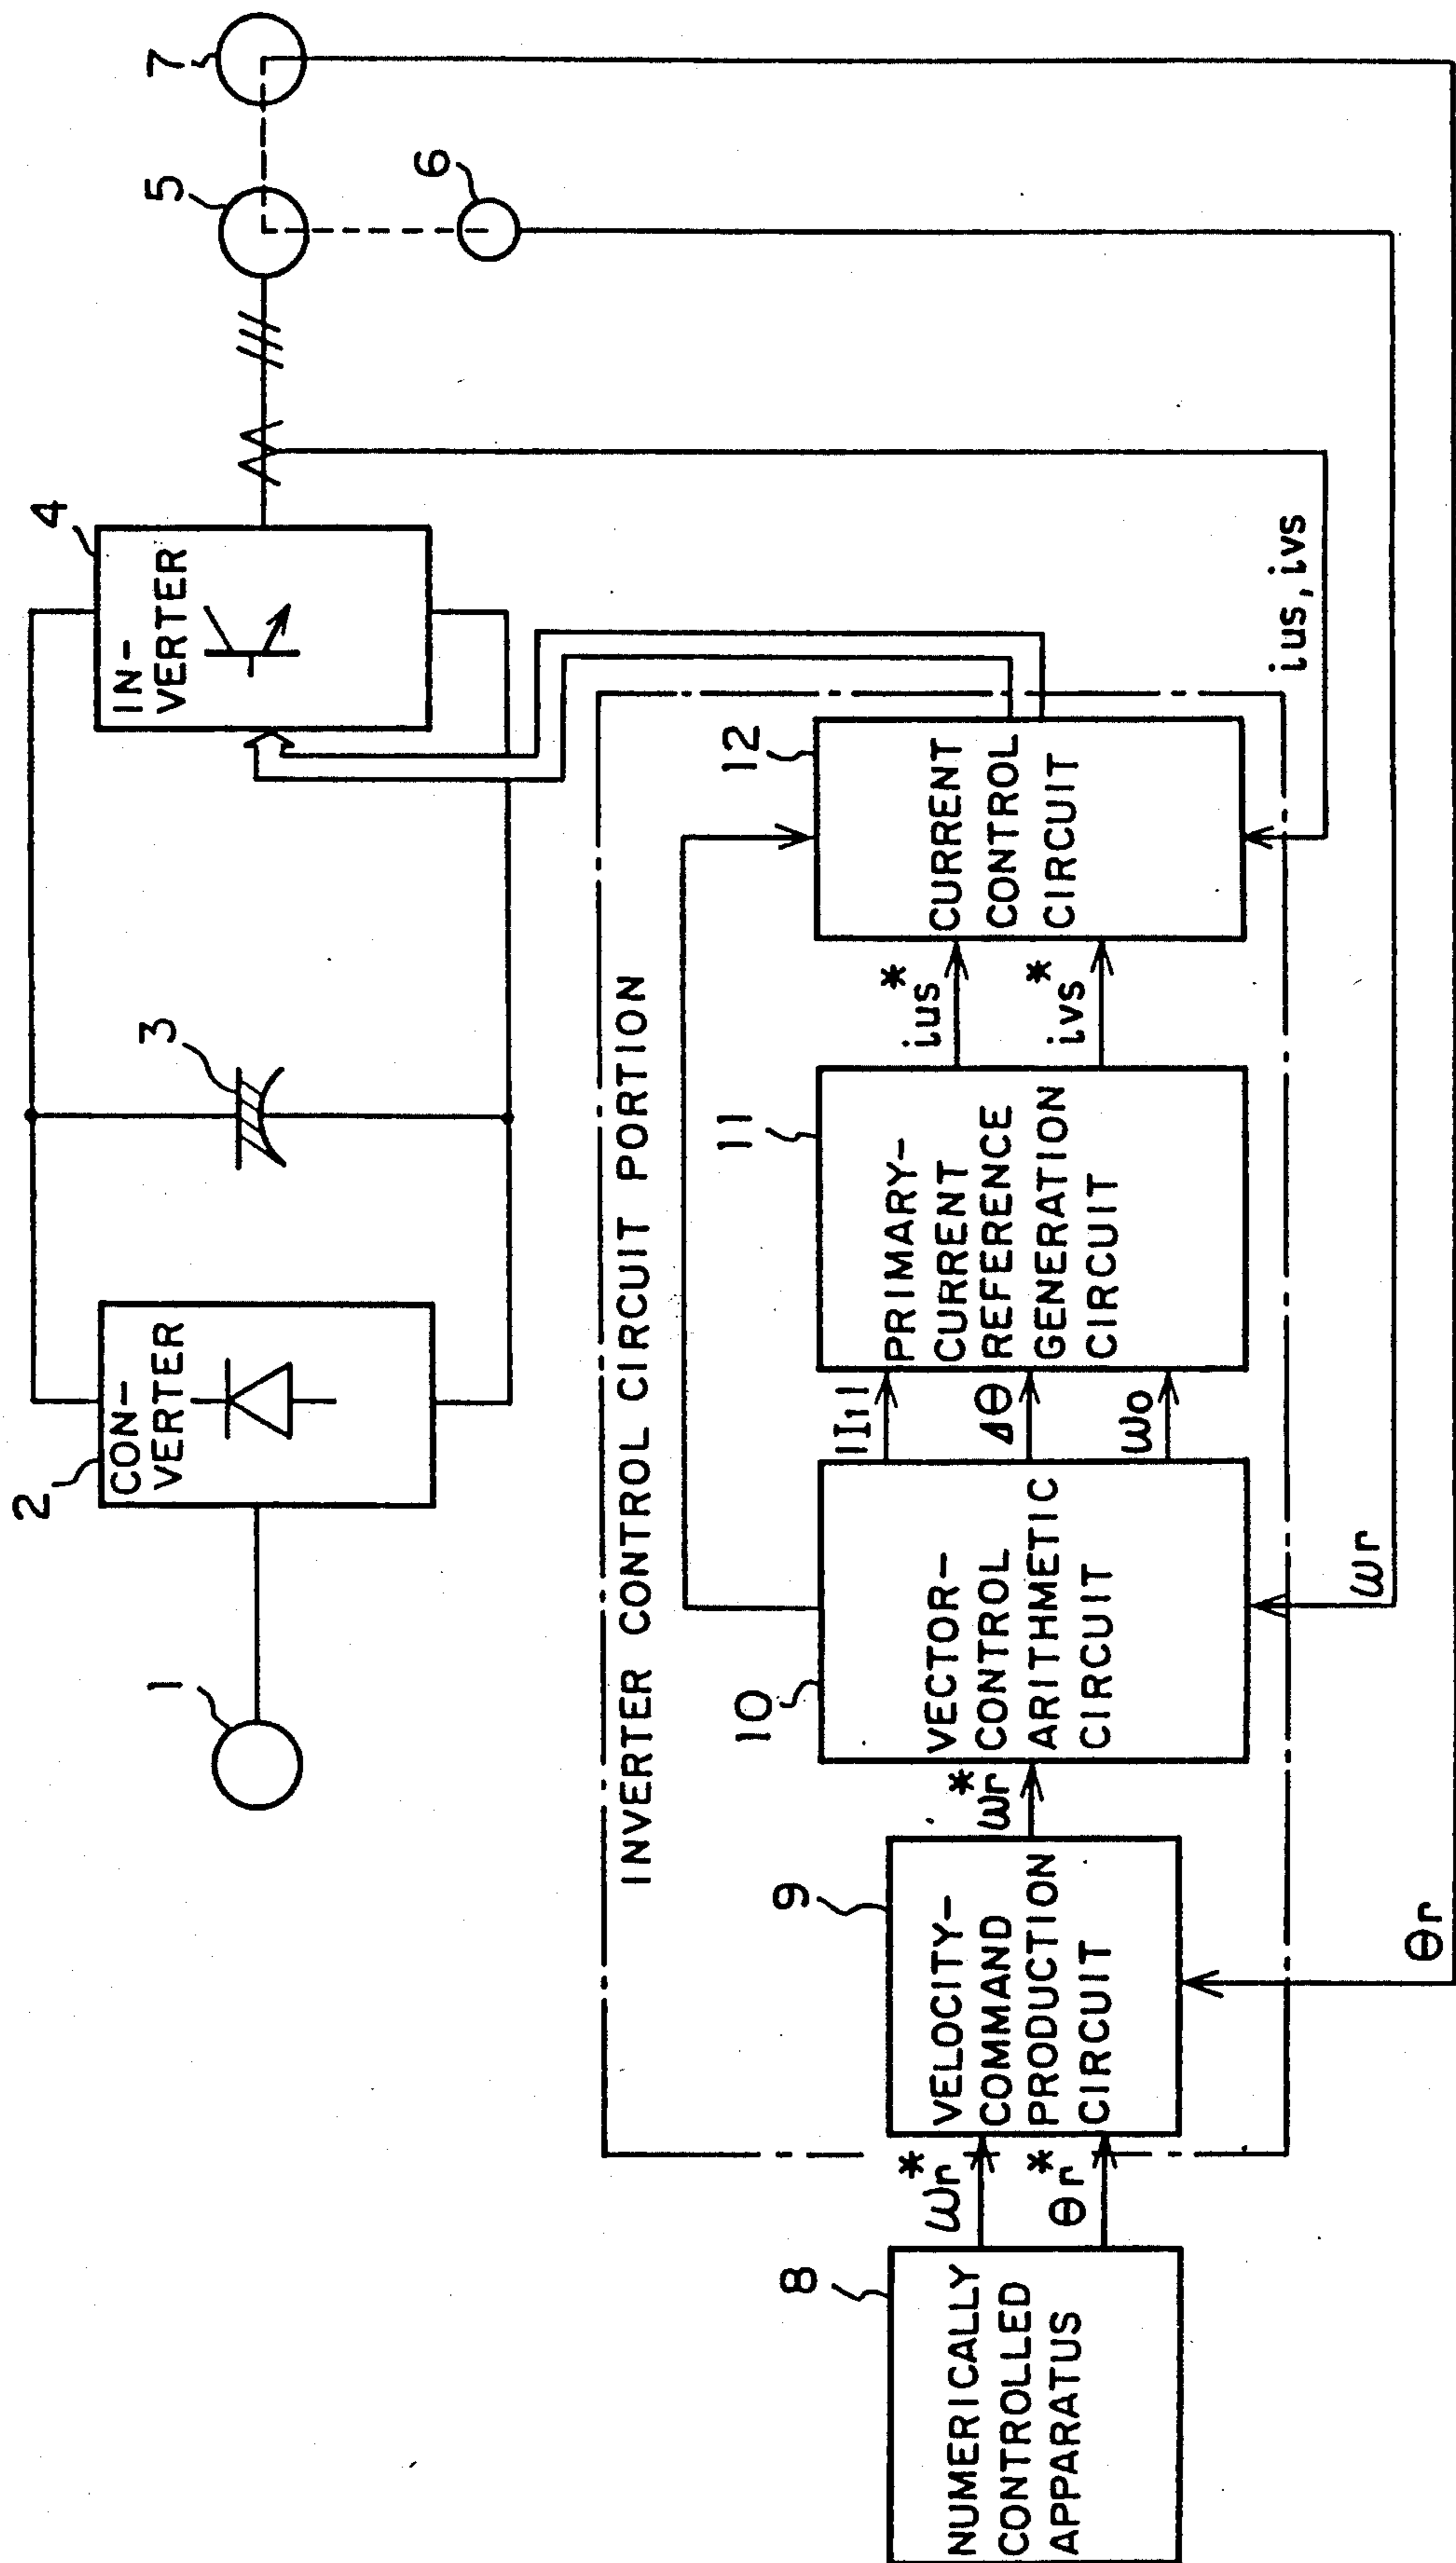 1
2
CON-
VERTER
3
4
IN-
VERTER
5
6
7
INVERTER CONTROL CIRCUIT PORTION
8
NUMERICALLY
CONTROLLED
APPARATUS
ωr*
θr*
9
VELOCITY-
COMMAND
PRODUCTION
CIRCUIT
ωr*
10
VECTOR-
CONTROL
ARITHMETIC
CIRCUIT
|I1|
Δθ
ωo
11
PRIMARY-
CURRENT
REFERENCE
GENERATION
CIRCUIT
ius*
ivs*
12
CURRENT
CONTROL
CIRCUIT
ius, ivs
ωr
θr